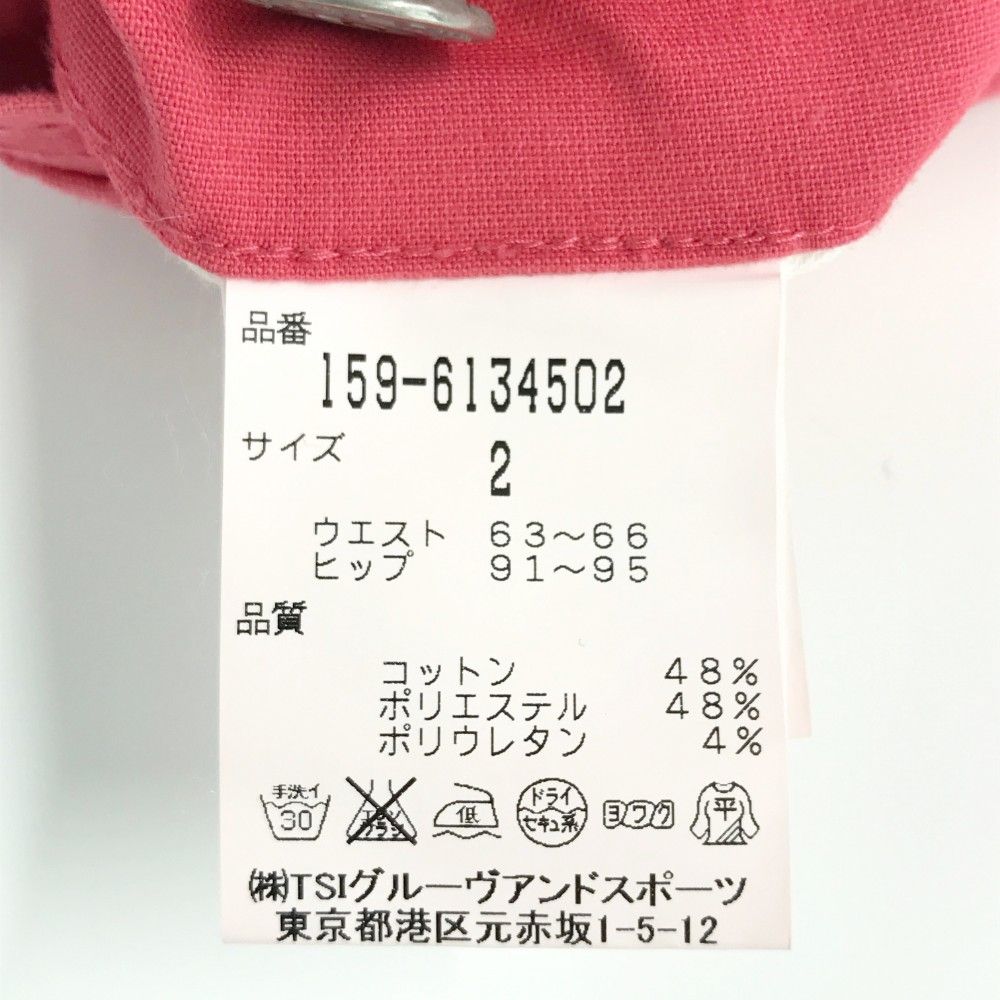 品番
159-6134502
サイズ
2
ウエスト 63～66
ヒップ 91～95
品質
コットン 48%
ポリエステル 48%
ポリウレタン 4%
手洗イ
30
低
ドライ
セキユ系
ヨワク
平
㈱TSIグルーヴアンドスポーツ
東京都港区元赤坂1-5-12